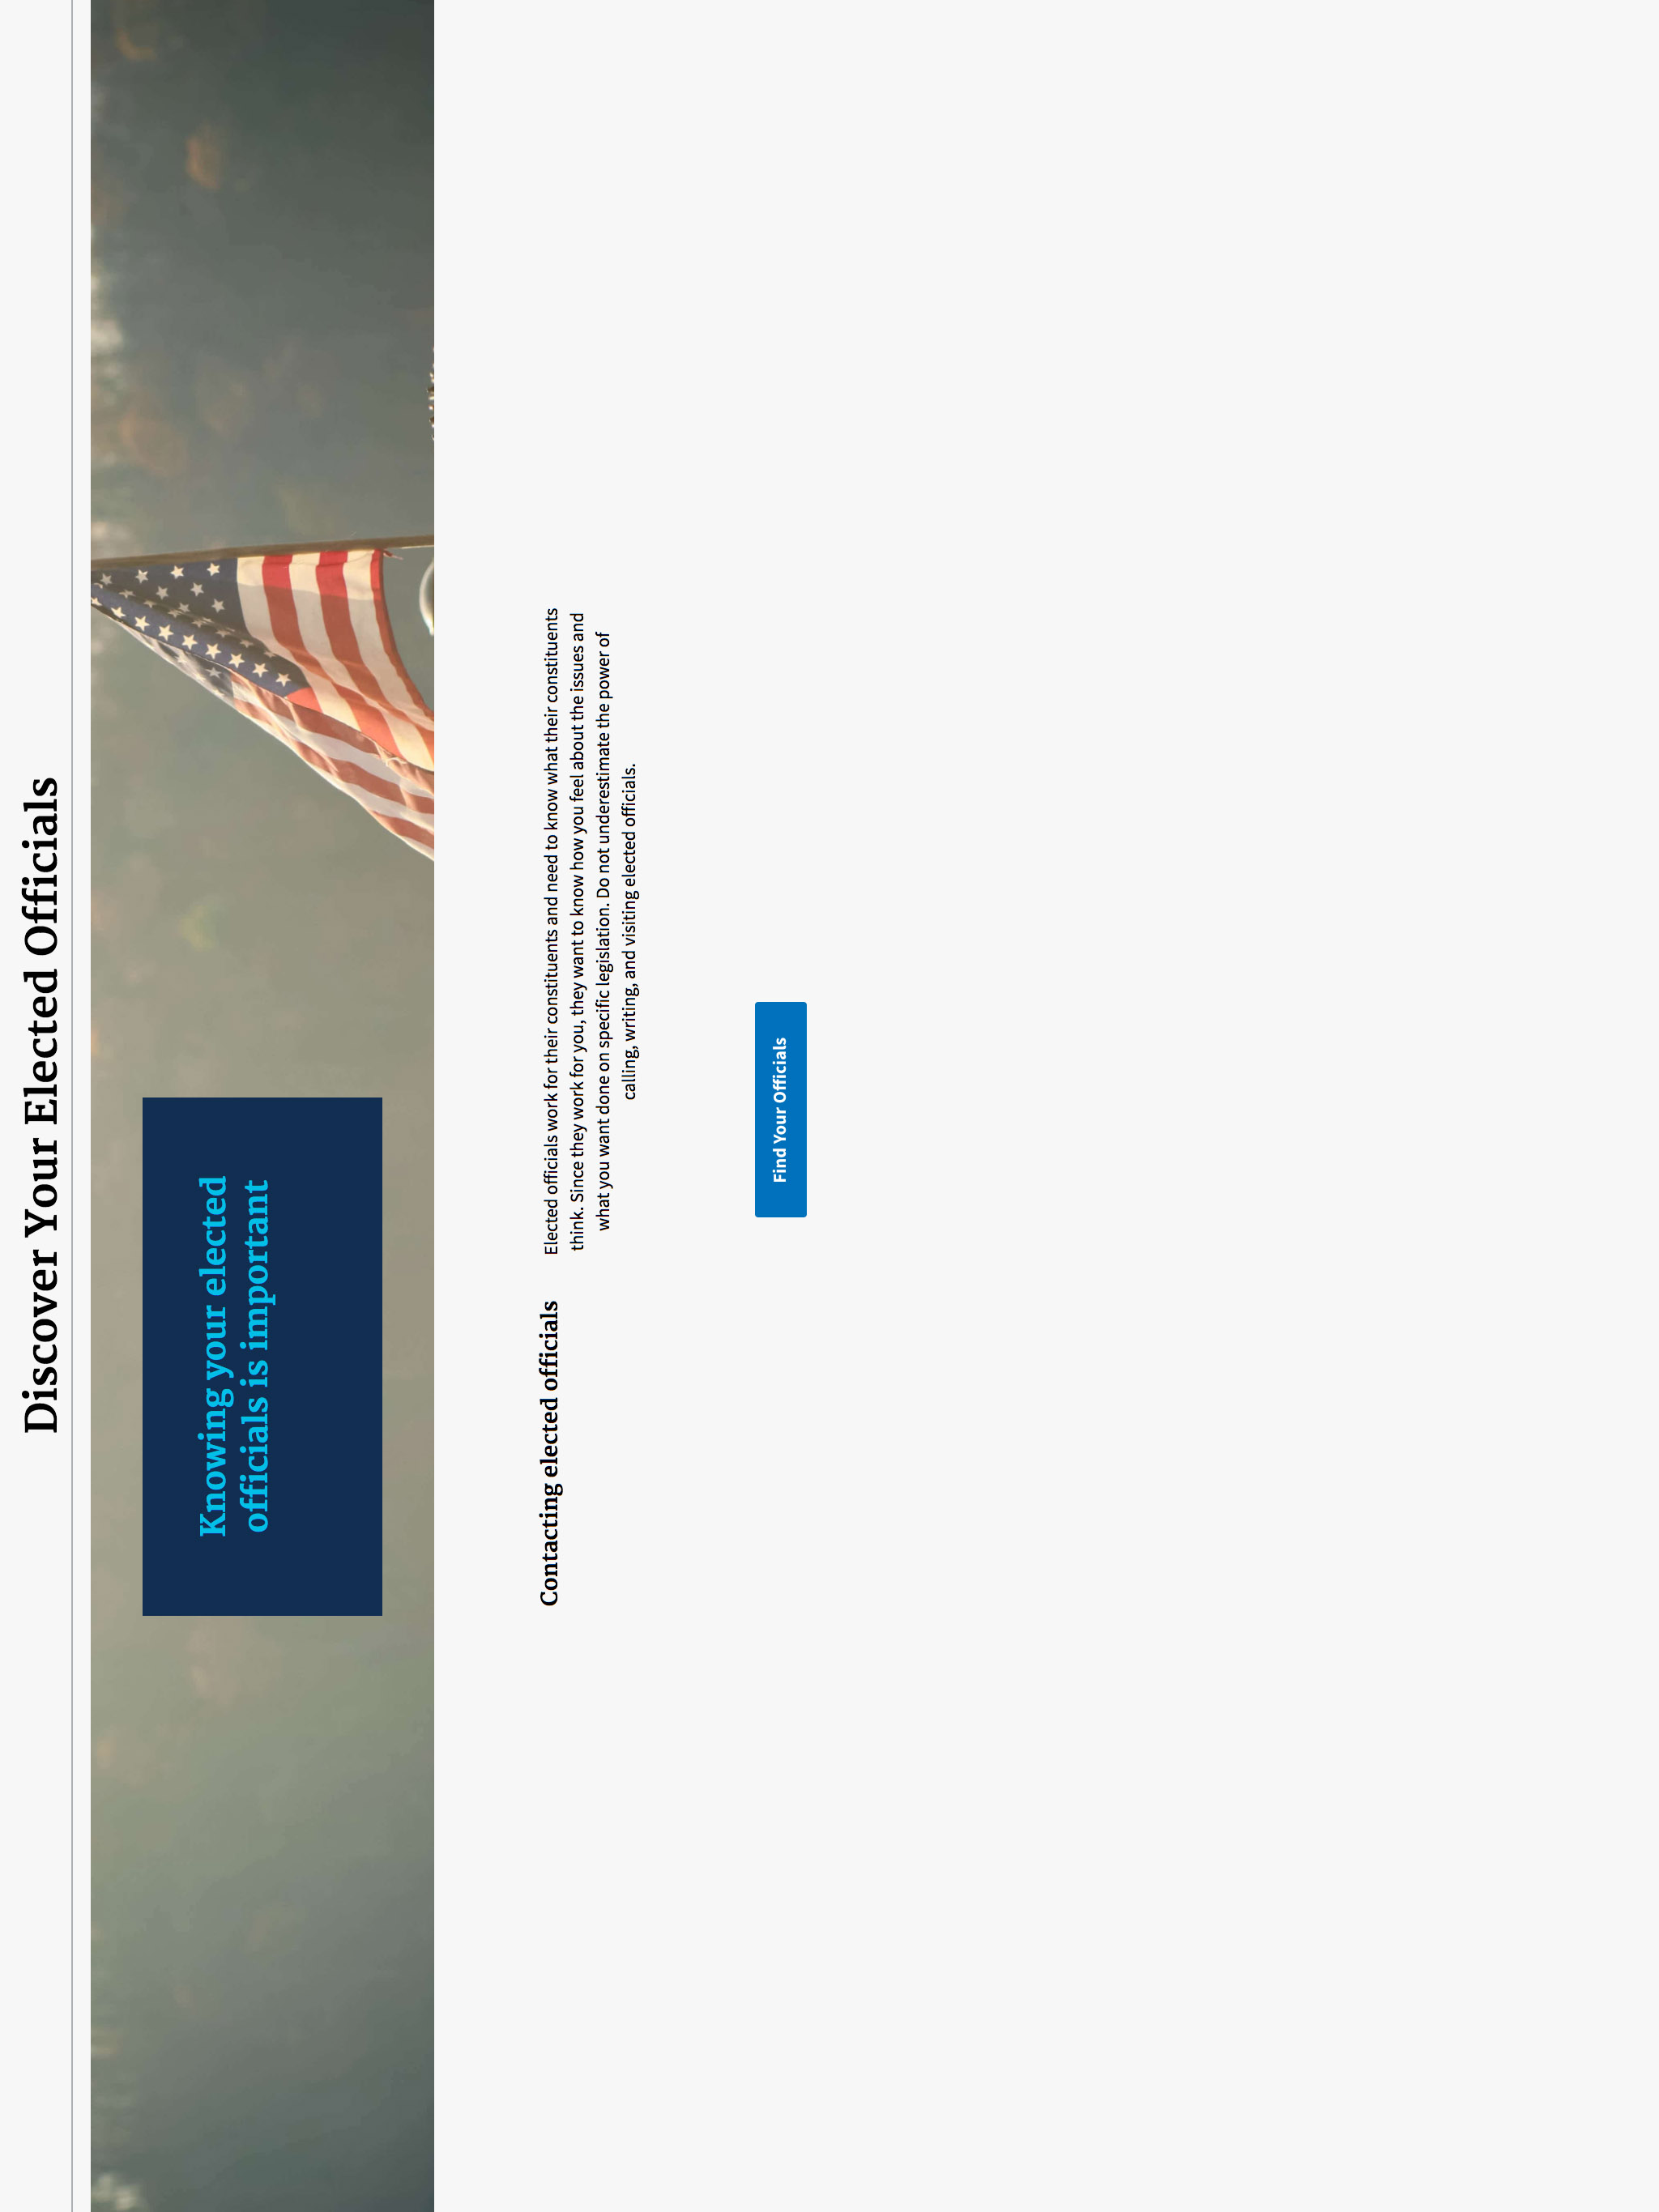 Discover Your Elected Officials
Knowing your elected
officials is important
Contacting elected officials
Elected officials work for their constituents and need to know what their constituents
think. Since they work for you, they want to know how you feel about the issues and
what you want done on specific legislation. Do not underestimate the power of
calling, writing, and visiting elected officials.
Find Your Officials